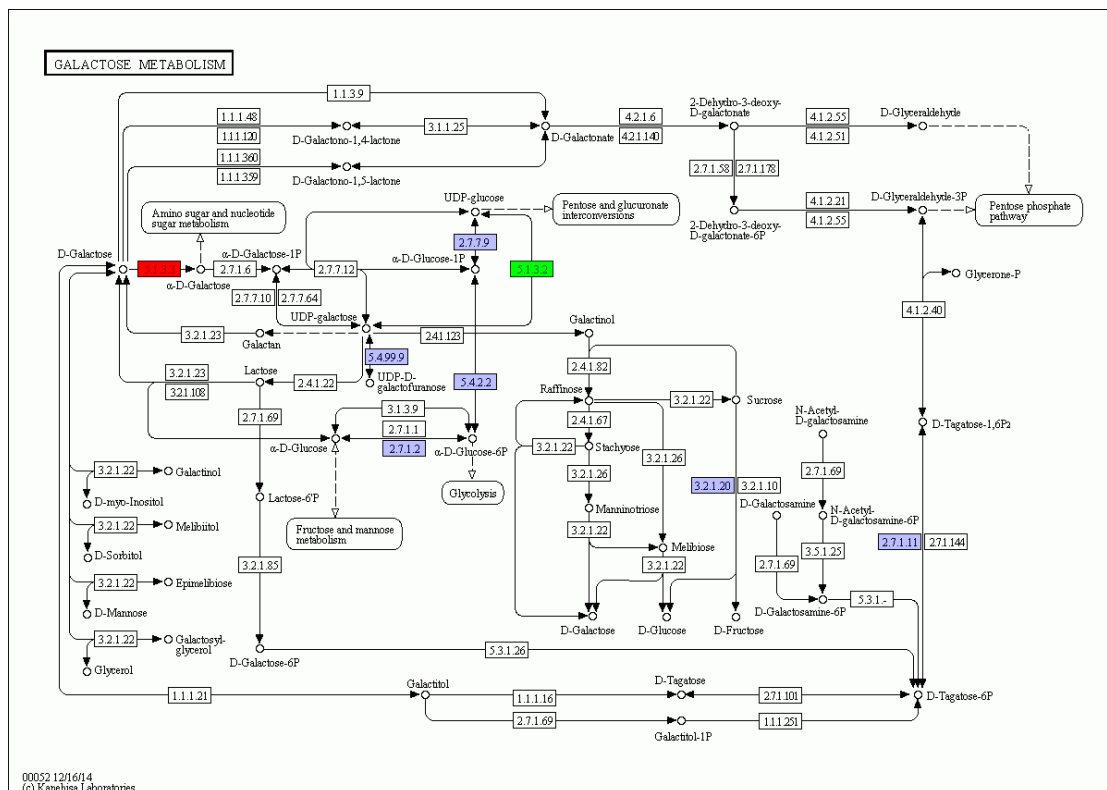 GALACTOSE METABOLISM
1.1.3.9
1.1.1.48
1.1.1.120
D-Galactono-1,4-lactone
3.1.1.25
D-Galactonate
4.2.1.6
4.2.1.140
2-Dehydro-3-deoxy-
D-galactonate
4.1.2.55
4.1.2.51
D-Glyceraldehyde
1.1.1.360
1.1.1.359
D-Galactono-1,5-lactone
2.7.1.58
2.7.1.178
Amino sugar and nucleotide
sugar metabolism
UDP-glucose
Pentose and glucuronate
interconversions
4.1.2.21
4.1.2.55
D-Glyceraldehyde-3P
Pentose phosphate
pathway
2-Dehydro-3-deoxy-
D-galactonate-6P
D-Galactose
5.1.3.3
α-D-Galactose
2.7.1.6
α-D-Galactose-1P
2.7.7.12
2.7.7.9
α-D-Glucose-1P
5.1.3.2
Glycerone-P
2.7.7.10
2.7.7.64
4.1.2.40
UDP-galactose
3.2.1.23
Galactan
2.4.1.123
Galactinol
5.4.99.9
UDP-D-
galactofuranose
5.4.2.2
2.4.1.82
3.2.1.23
3.2.1.108
Lactose
2.4.1.22
Raffinose
3.2.1.22
Sucrose
2.7.1.69
3.1.3.9
2.7.1.1
2.7.1.2
α-D-Glucose
α-D-Glucose-6P
2.4.1.67
3.2.1.22
Stachyose
3.2.1.26
N-Acetyl-
D-galactosamine
D-Tagatose-1,6P2
3.2.1.26
3.2.1.22
Galactinol
D-myo-Inositol
Lactose-6'P
Glycolysis
Manninotriose
3.2.1.20
3.2.1.10
2.7.1.69
D-Galactosamine
N-Acetyl-
D-galactosamine-6P
3.2.1.22
Melibiitol
D-Sorbitol
Fructose and mannose
metabolism
3.2.1.22
Melibiose
2.7.1.11
2.7.1.144
3.2.1.85
3.2.1.22
2.7.1.69
3.5.1.25
3.2.1.22
Epimelibiose
D-Mannose
D-Galactosamine-6P
5.3.1.-
D-Galactose
D-Glucose
D-Fructose
3.2.1.22
Galactosyl-
glycerol
Glycerol
D-Galactose-6P
5.3.1.26
1.1.1.21
Galactitol
1.1.1.16
D-Tagatose
2.7.1.101
D-Tagatose-6P
2.7.1.69
Galactitol-1P
1.1.1.251
00052 12/16/14
(c) Kanehisa Laboratories